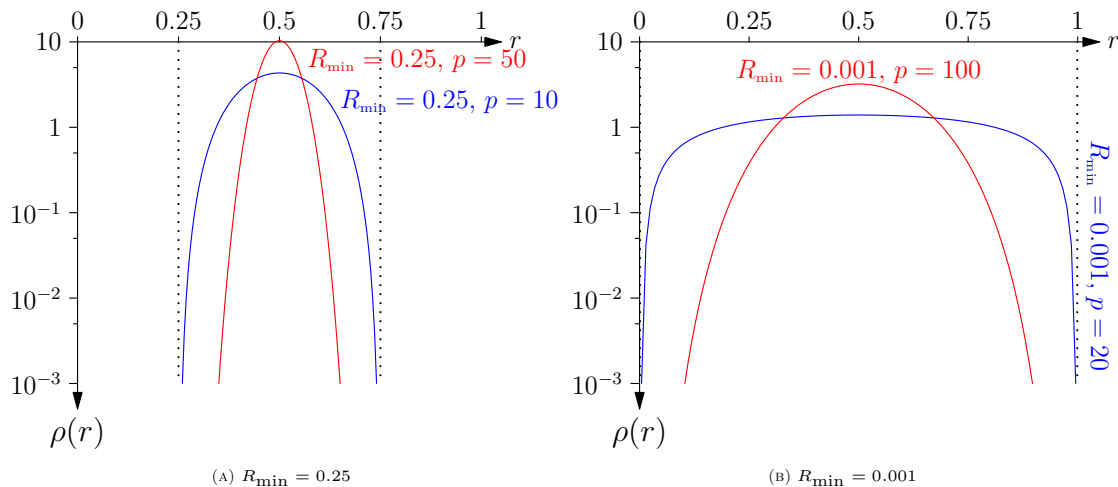 0 0.25 0.5 0.75 1
r
10
1
10⁻¹
10⁻²
10⁻³
ρ(r)
R_min = 0.25, p = 50
R_min = 0.25, p = 10
(A) R_min = 0.25
0 0.25 0.5 0.75 1
r
10
1
10⁻¹
10⁻²
10⁻³
ρ(r)
R_min = 0.001, p = 100
R_min = 0.001, p = 20
(B) R_min = 0.001